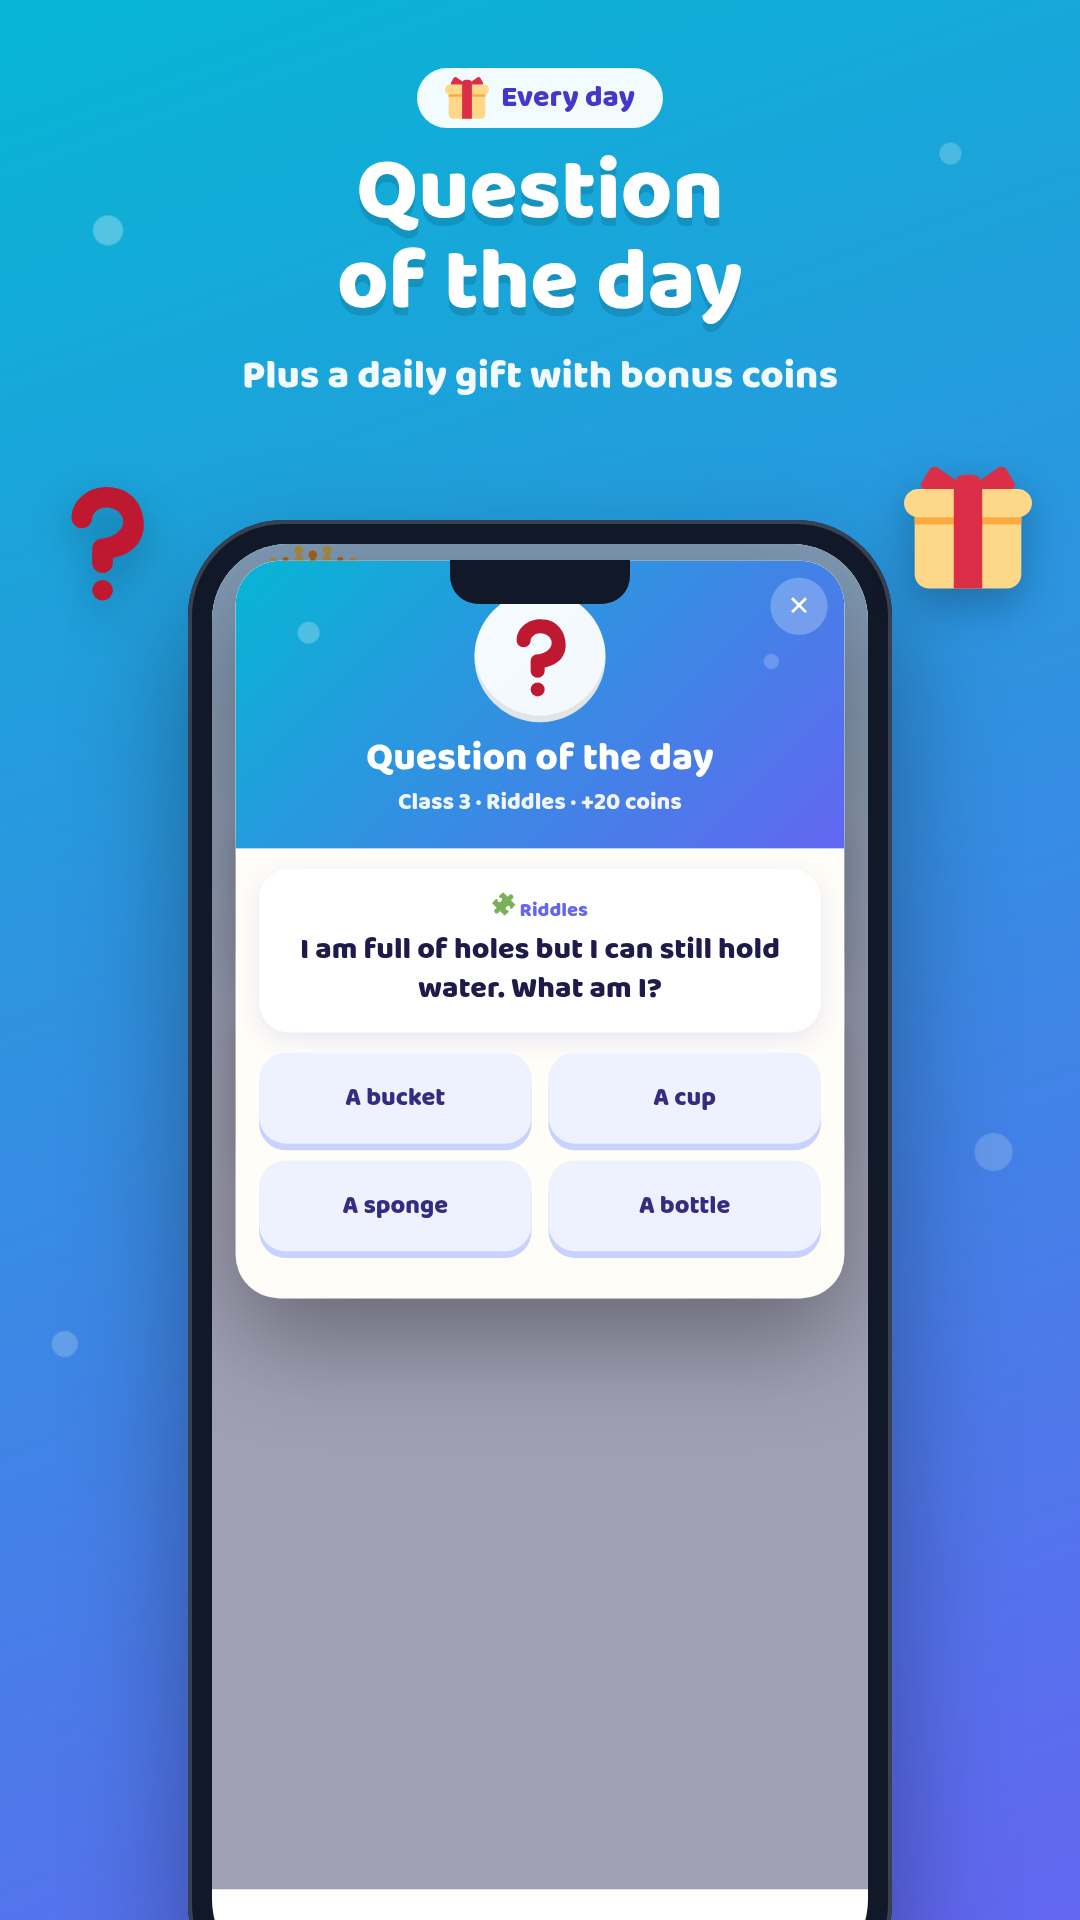 Every day
Question
of the day
Plus a daily gift with bonus coins
Question of the day
Class 3 · Riddles · +20 coins
Riddles
I am full of holes but I can still hold
water. What am I?
A bucket
A cup
A sponge
A bottle